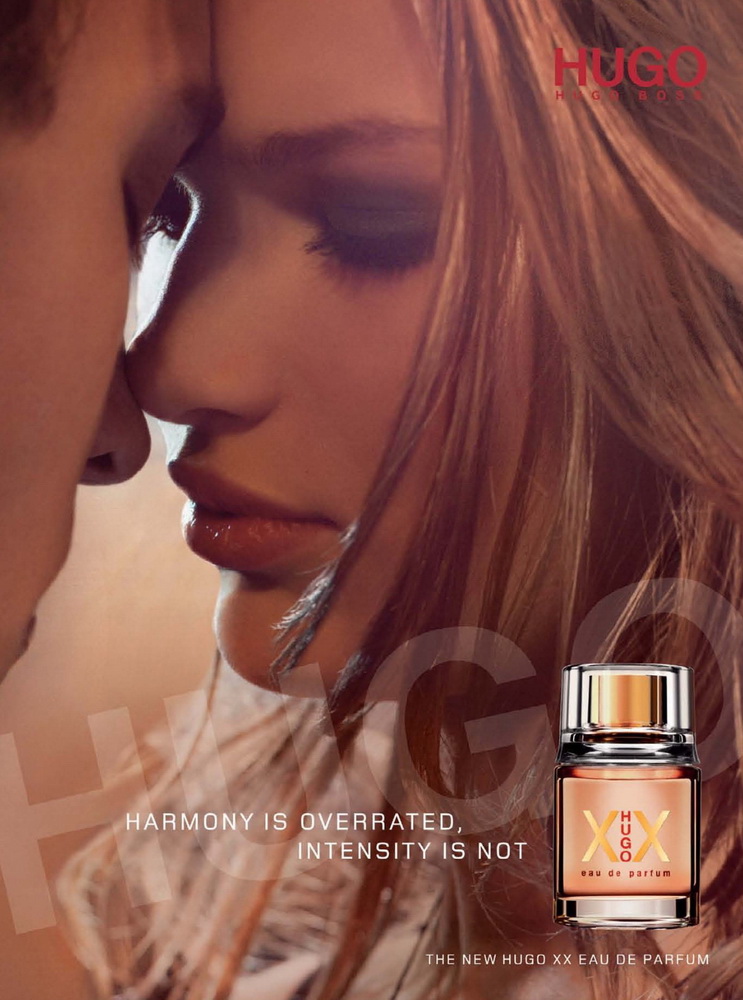 HUGO
HUGO BOSS
HUGO
HARMONY IS OVERRATED,
INTENSITY IS NOT
XX
HUGO
eau de parfum
THE NEW HUGO XX EAU DE PARFUM